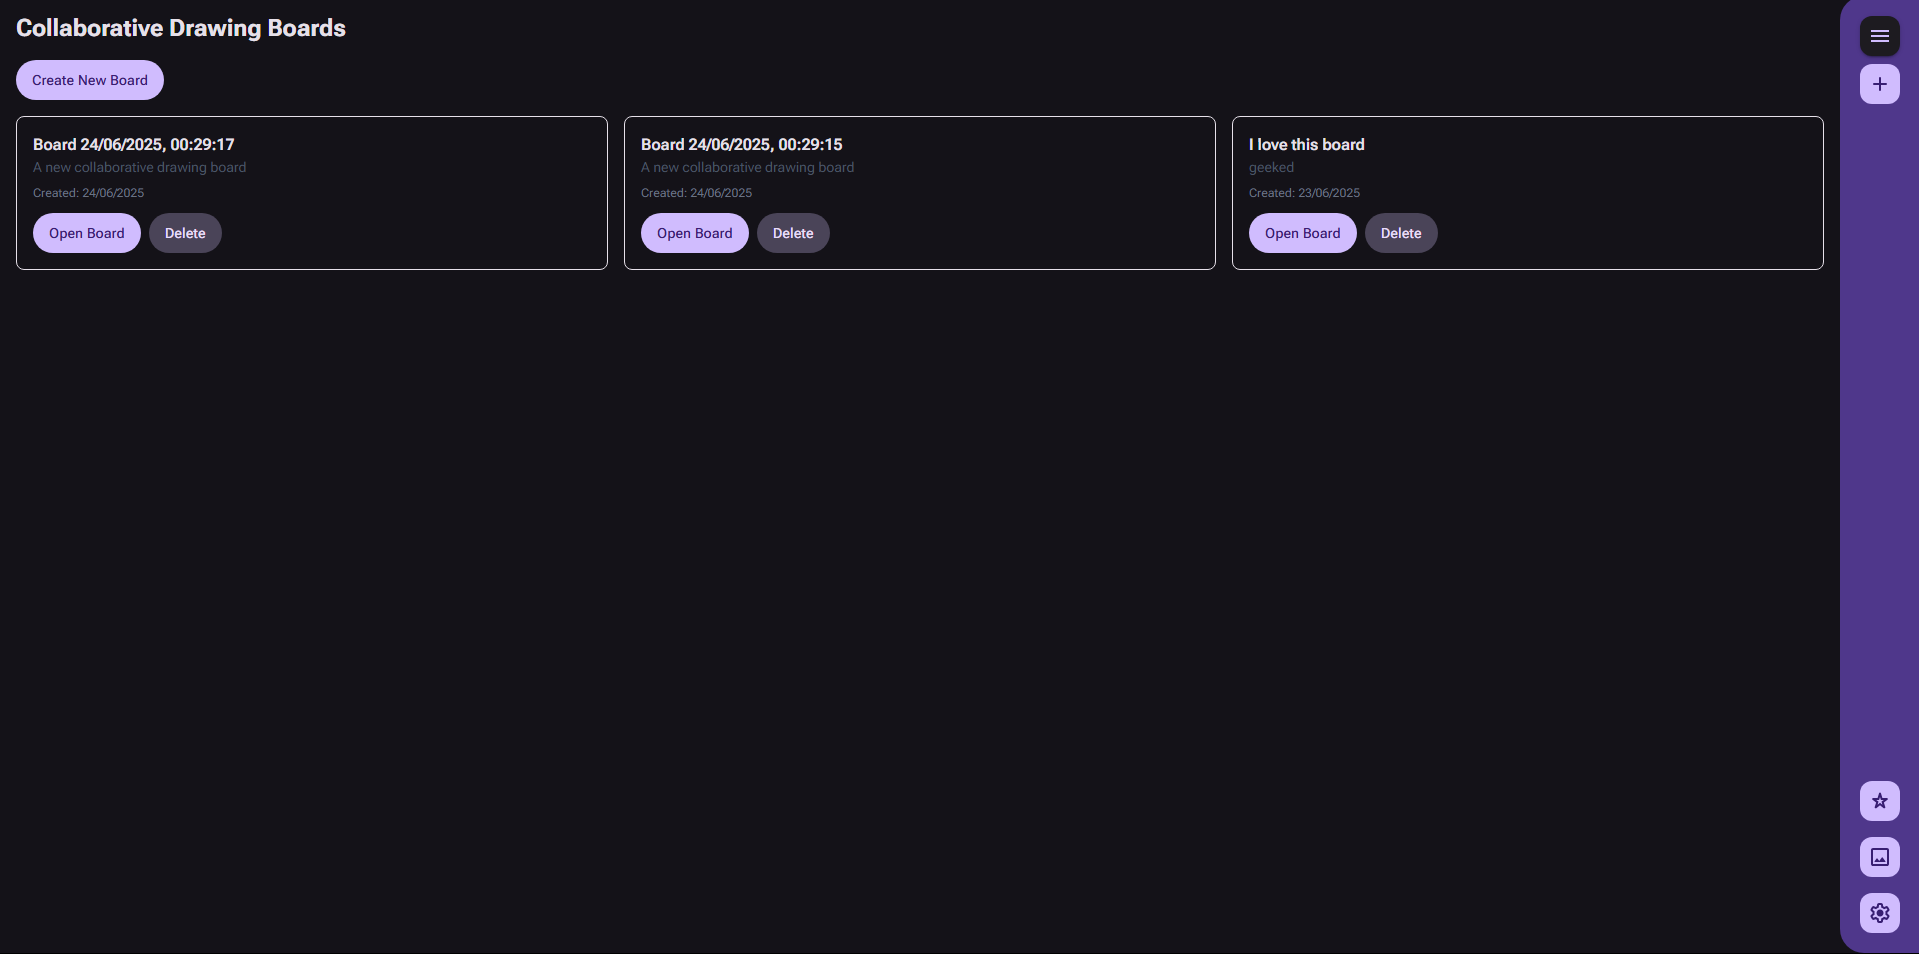 Collaborative Drawing Boards
Create New Board
Board 24/06/2025, 00:29:17
A new collaborative drawing board
Created: 24/06/2025
Open Board
Delete
Board 24/06/2025, 00:29:15
A new collaborative drawing board
Created: 24/06/2025
Open Board
Delete
I love this board
geeked
Created: 23/06/2025
Open Board
Delete